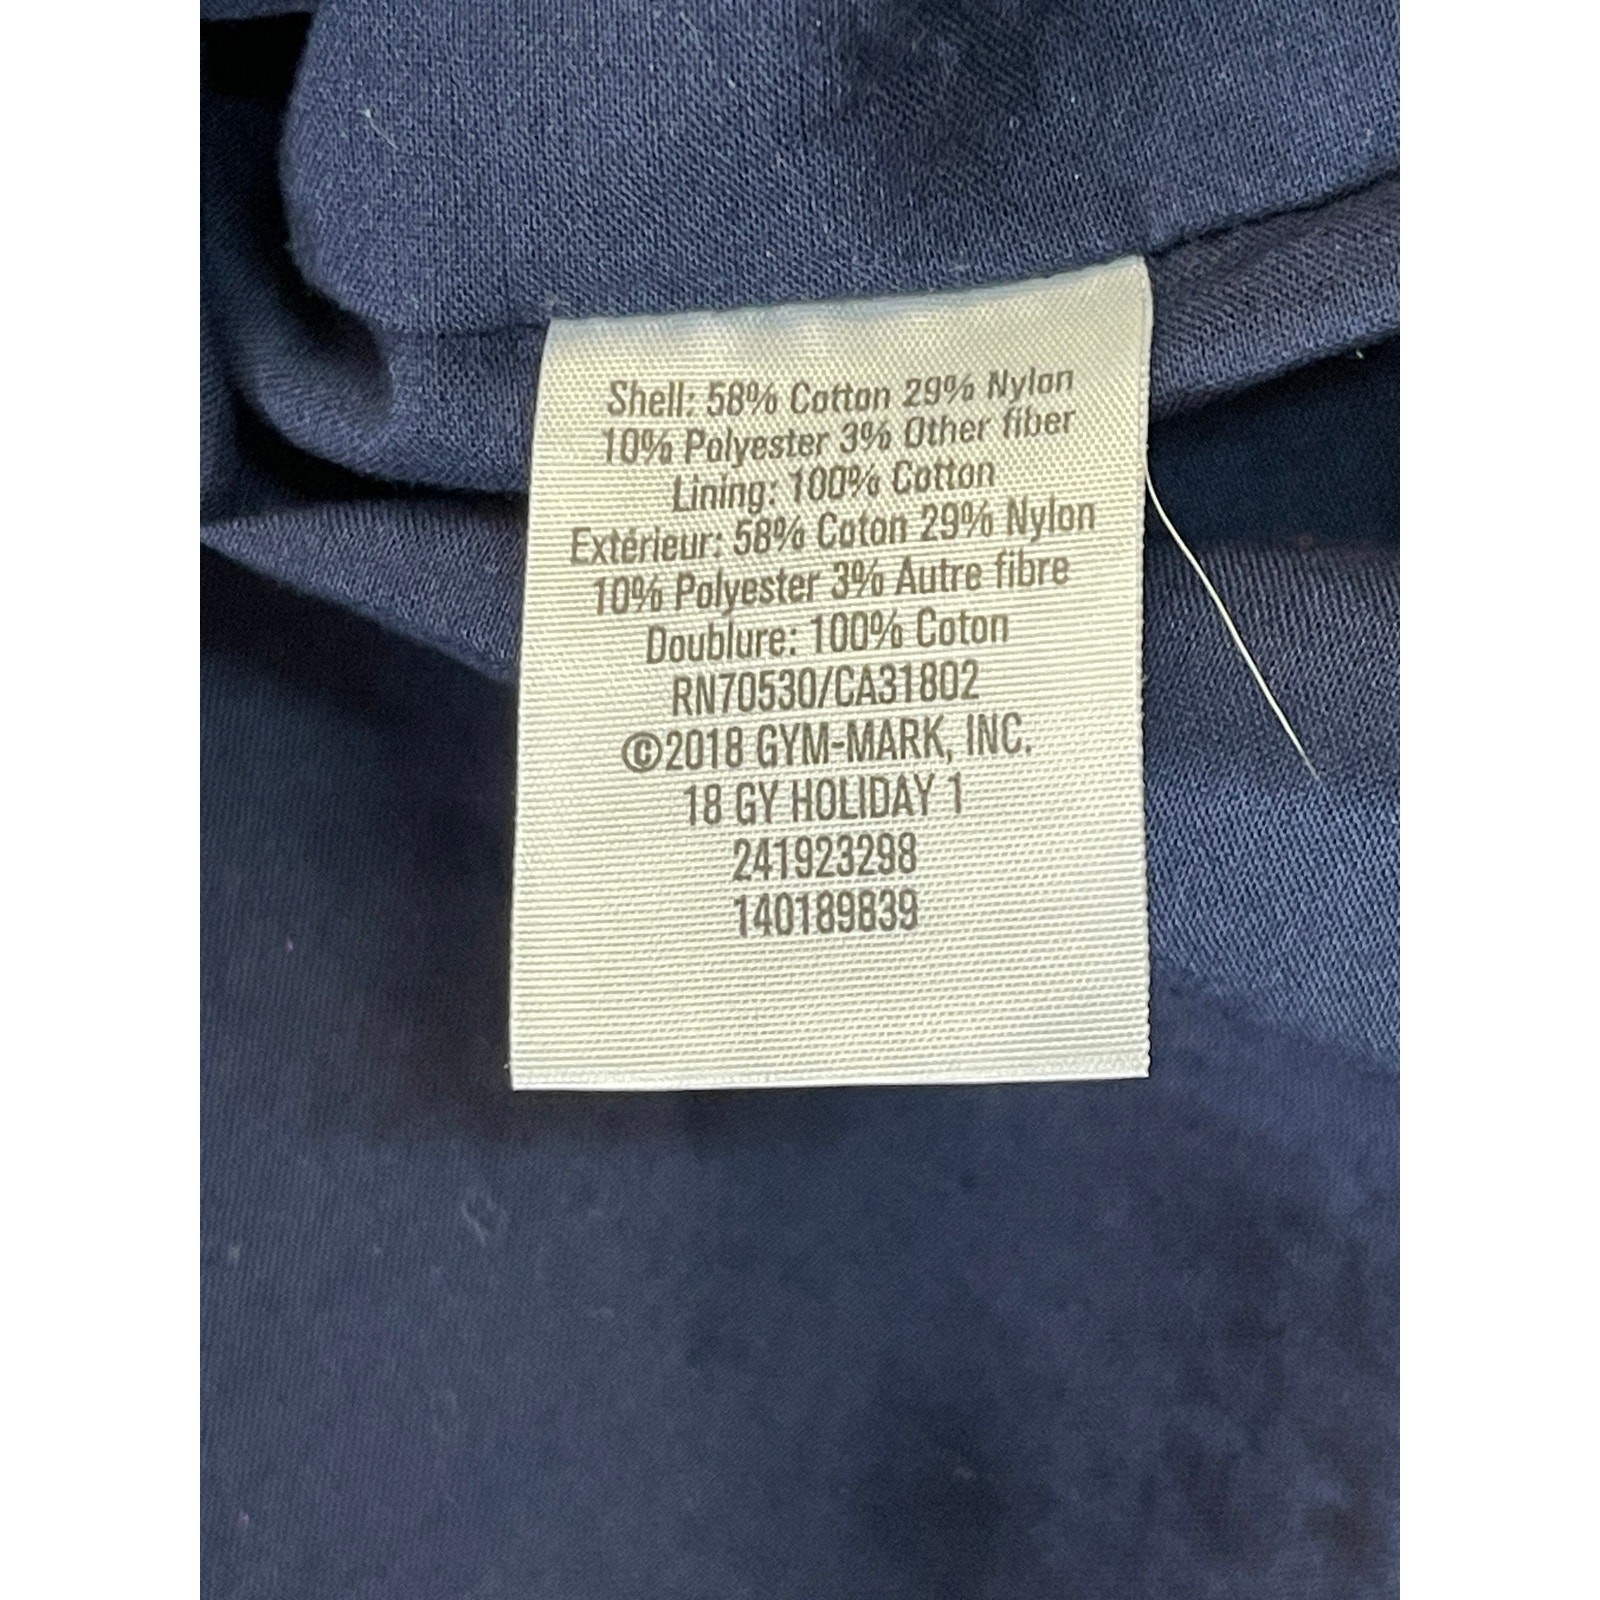 Shell: 58% Cotton 29% Nylon
10% Polyester 3% Other fiber
Lining: 100% Cotton
Extérieur: 58% Coton 29% Nylon
10% Polyester 3% Autre fibre
Doublure: 100% Coton
RN70530/CA31802
©2018 GYM-MARK, INC.
18 GY HOLIDAY 1
241923298
140189839